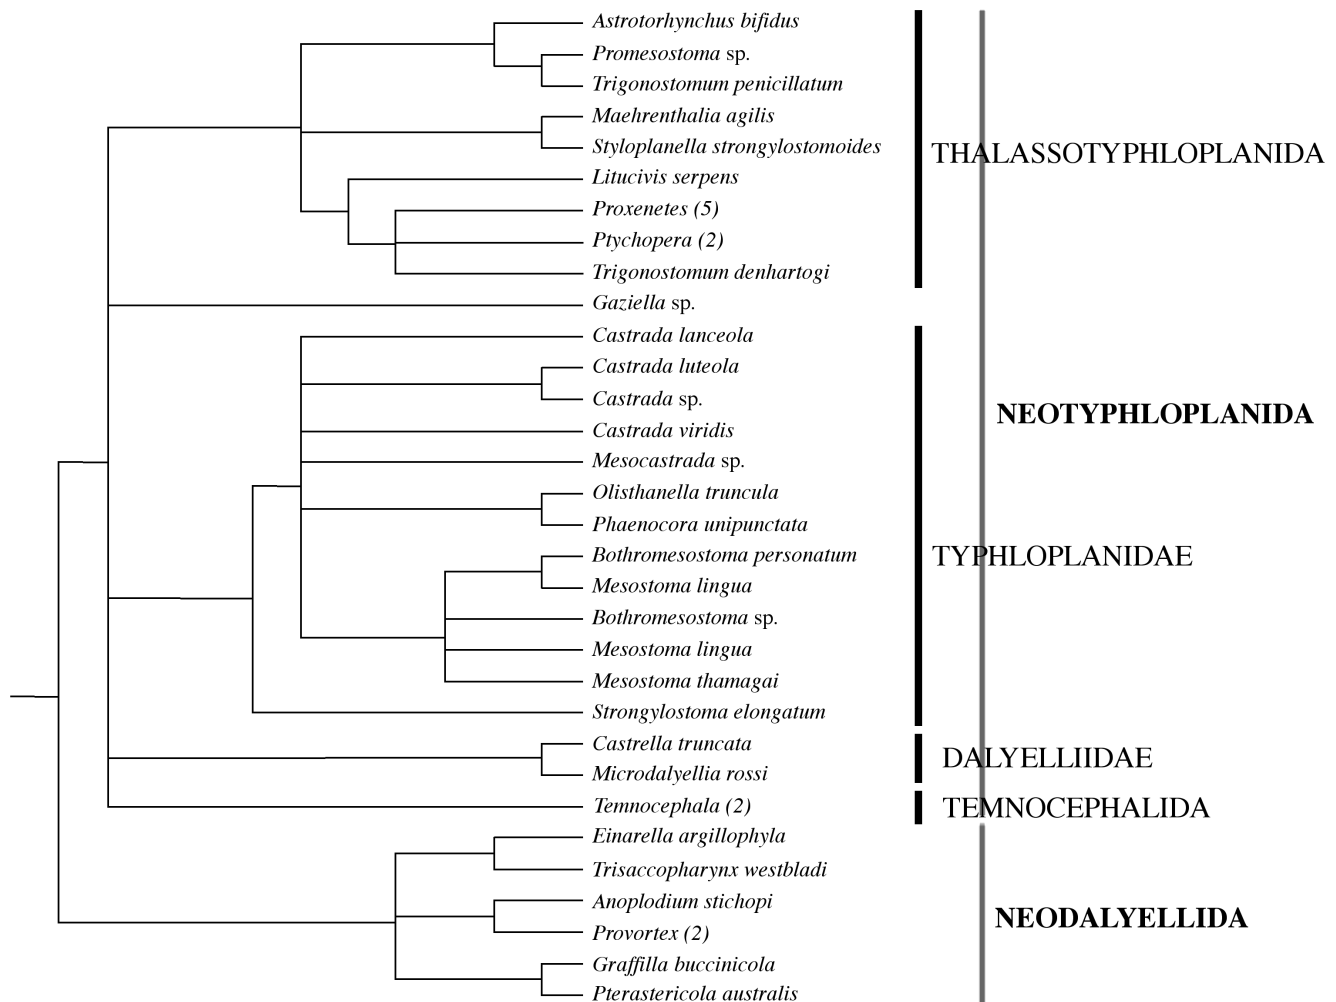 Astrotorhynchus bifidus
Promesostoma sp.
Trigonostomum penicillatum
Maehrenthalia agilis
Styloplanella strongylostomoides
THALASSOTYPHLOPLANIDA
Litucivis serpens
Proxenetes (5)
Ptychopera (2)
Trigonostomum denhartogi
Gaziella sp.
Castrada lanceola
Castrada luteola
Castrada sp.
NEOTYPHLOPLANIDA
Castrada viridis
Mesocastrada sp.
Olisthanella truncula
Phaenocora unipunctata
Bothromesostoma personatum
TYPHLOPLANIDAE
Mesostoma lingua
Bothromesostoma sp.
Mesostoma lingua
Mesostoma thamagai
Strongylostoma elongatum
Castrella truncata
DALYELLIIDAE
Microdalyellia rossi
Temnocephala (2)
TEMNOCEPHALIDA
Einarella argillophyla
Trisaccopharynx westbladi
Anoplodium stichopi
NEODALYELLIDA
Provortex (2)
Graffilla buccinicola
Pterastericola australis